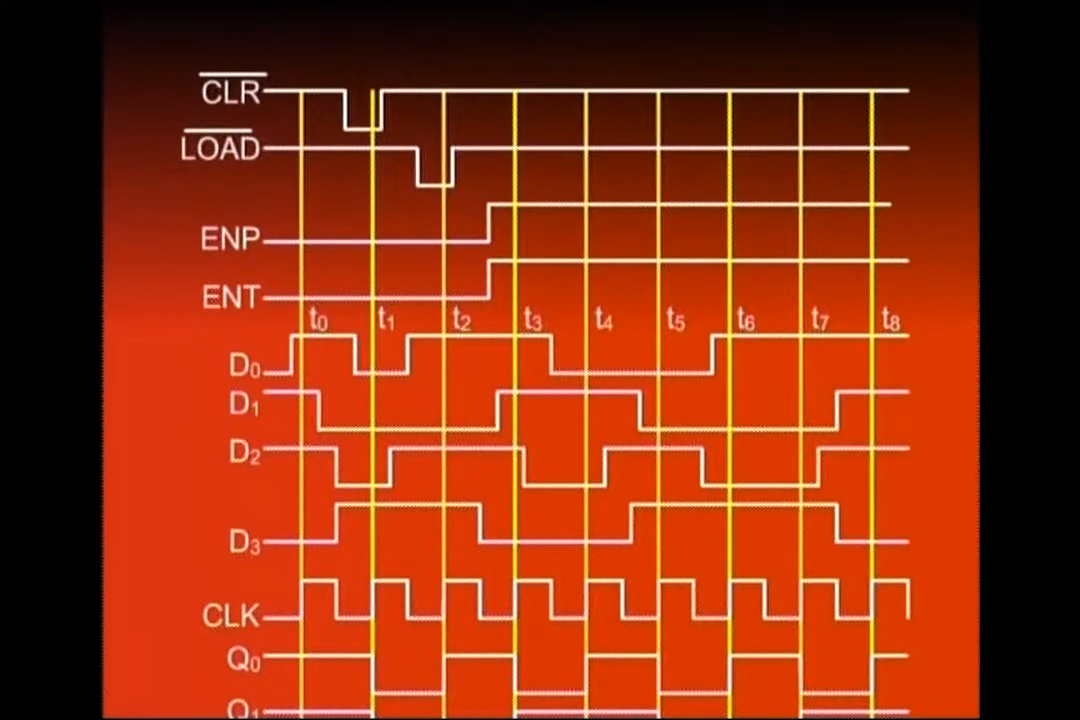 CLR
LOAD
ENP
ENT
t₀ t₁ t₂ t₃ t₄ t₅ t₆ t₇ t₈
D₀
D₁
D₂
D₃
CLK
Q₀
Q₁